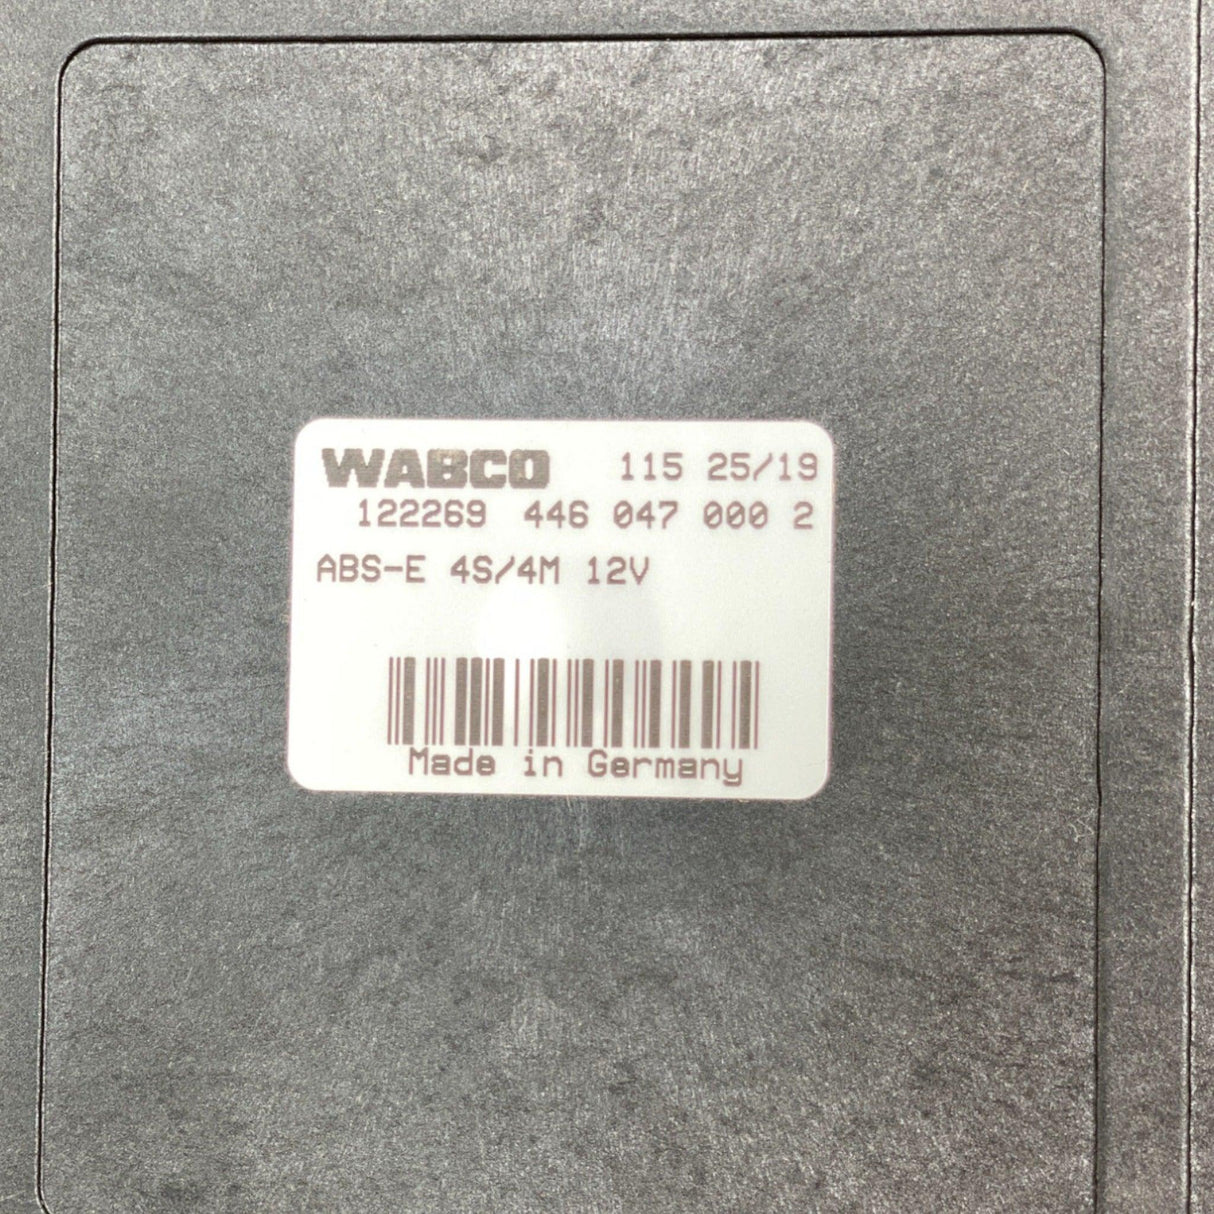 WABCO 115 25/19
122269 446 047 000 2
ABS-E 4S/4M 12V
Made in Germany